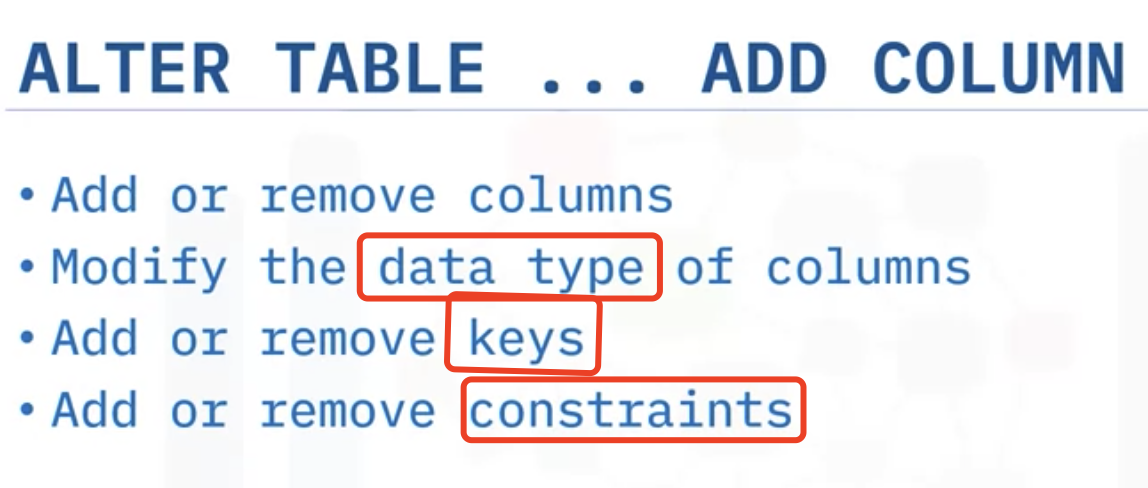 ALTER TABLE ... ADD COLUMN
• Add or remove columns
• Modify the data type of columns
• Add or remove keys
• Add or remove constraints